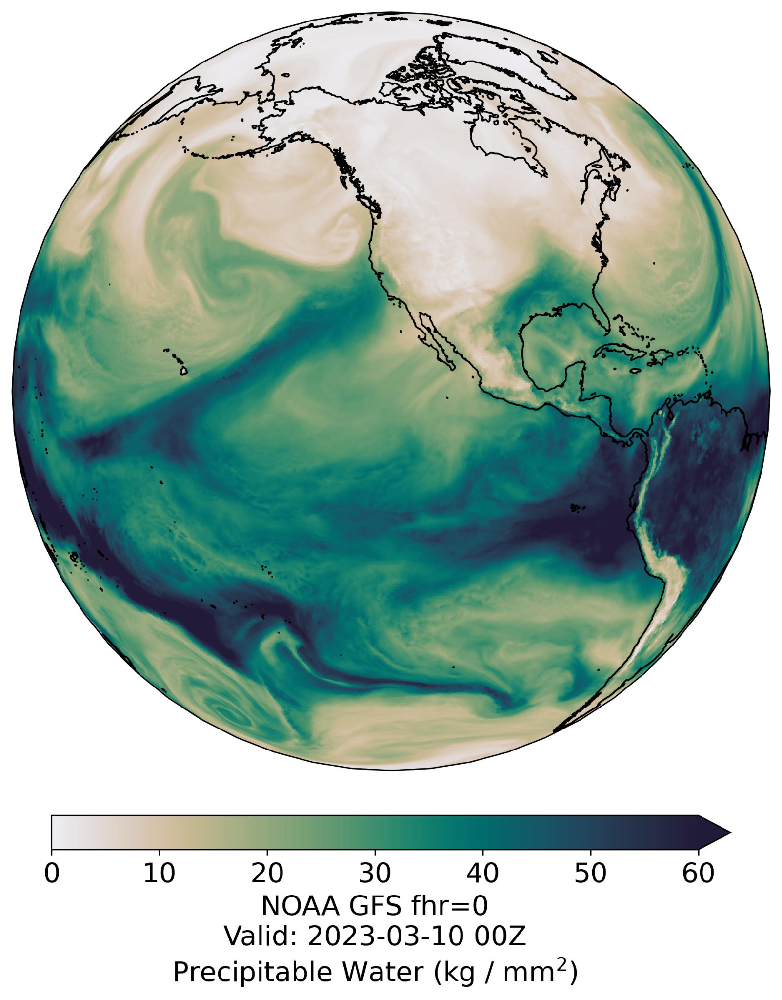 0 10 20 30 40 50 60
NOAA GFS fhr=0
Valid: 2023-03-10 00Z
Precipitable Water (kg / mm²)